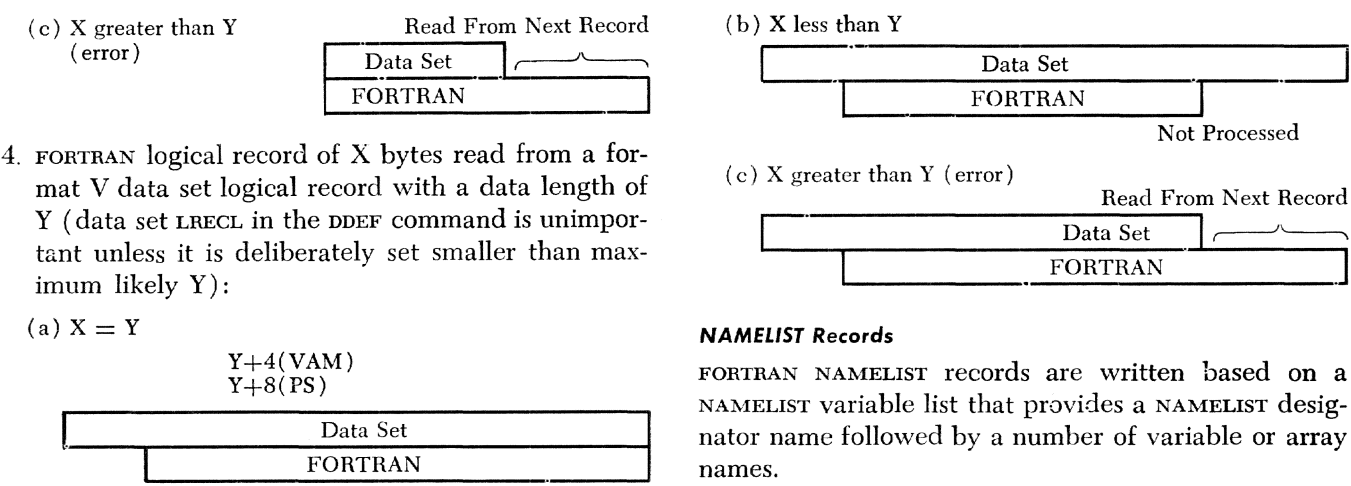 (c) X greater than Y
(error)
Read From Next Record
Data Set
FORTRAN
4. FORTRAN logical record of X bytes read from a for-
mat V data set logical record with a data length of
Y (data set LRECL in the DDEF command is unimpor-
tant unless it is deliberately set smaller than max-
imum likely Y):
(a) X = Y
Y+4(VAM)
Y+8(PS)
Data Set
FORTRAN
(b) X less than Y
Data Set
FORTRAN
Not Processed
(c) X greater than Y (error)
Read From Next Record
Data Set
FORTRAN
NAMELIST Records
FORTRAN NAMELIST records are written based on a
NAMELIST variable list that provides a NAMELIST desig-
nator name followed by a number of variable or array
names.